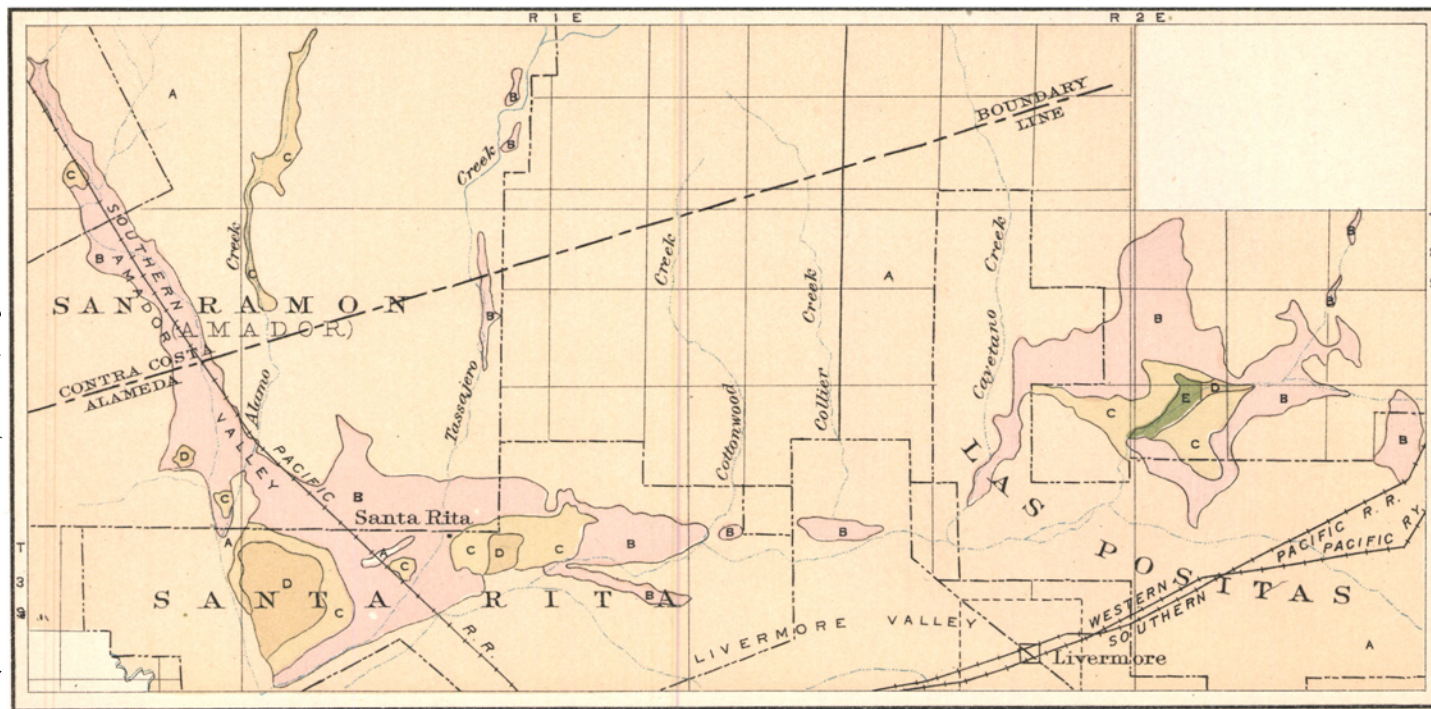 R 1 E
R 2 E
A
B
C
Creek
B
BOUNDARY
LINE
C
SOUTHERN
Creek
Creek
Creek
Creek
B
AMADOR
C
A
B
SAN RAMON
(AMADOR)
B
B
B
CONTRA COSTA
ALAMEDA
Alamo
Tassajero
Cottonwood
Collier
Cayetano
E
D
B
C
VALLEY
PACIFIC
C
B
D
LAS
C
B
Santa Rita
B
B
A
T
3
S
A
C
D
C
B
PACIFIC R.R.
PACIFIC RY.
C
D
POSITAS
C
SANTA RITA
B
WESTERN
SOUTHERN
LIVERMORE VALLEY
R.R.
A
Livermore